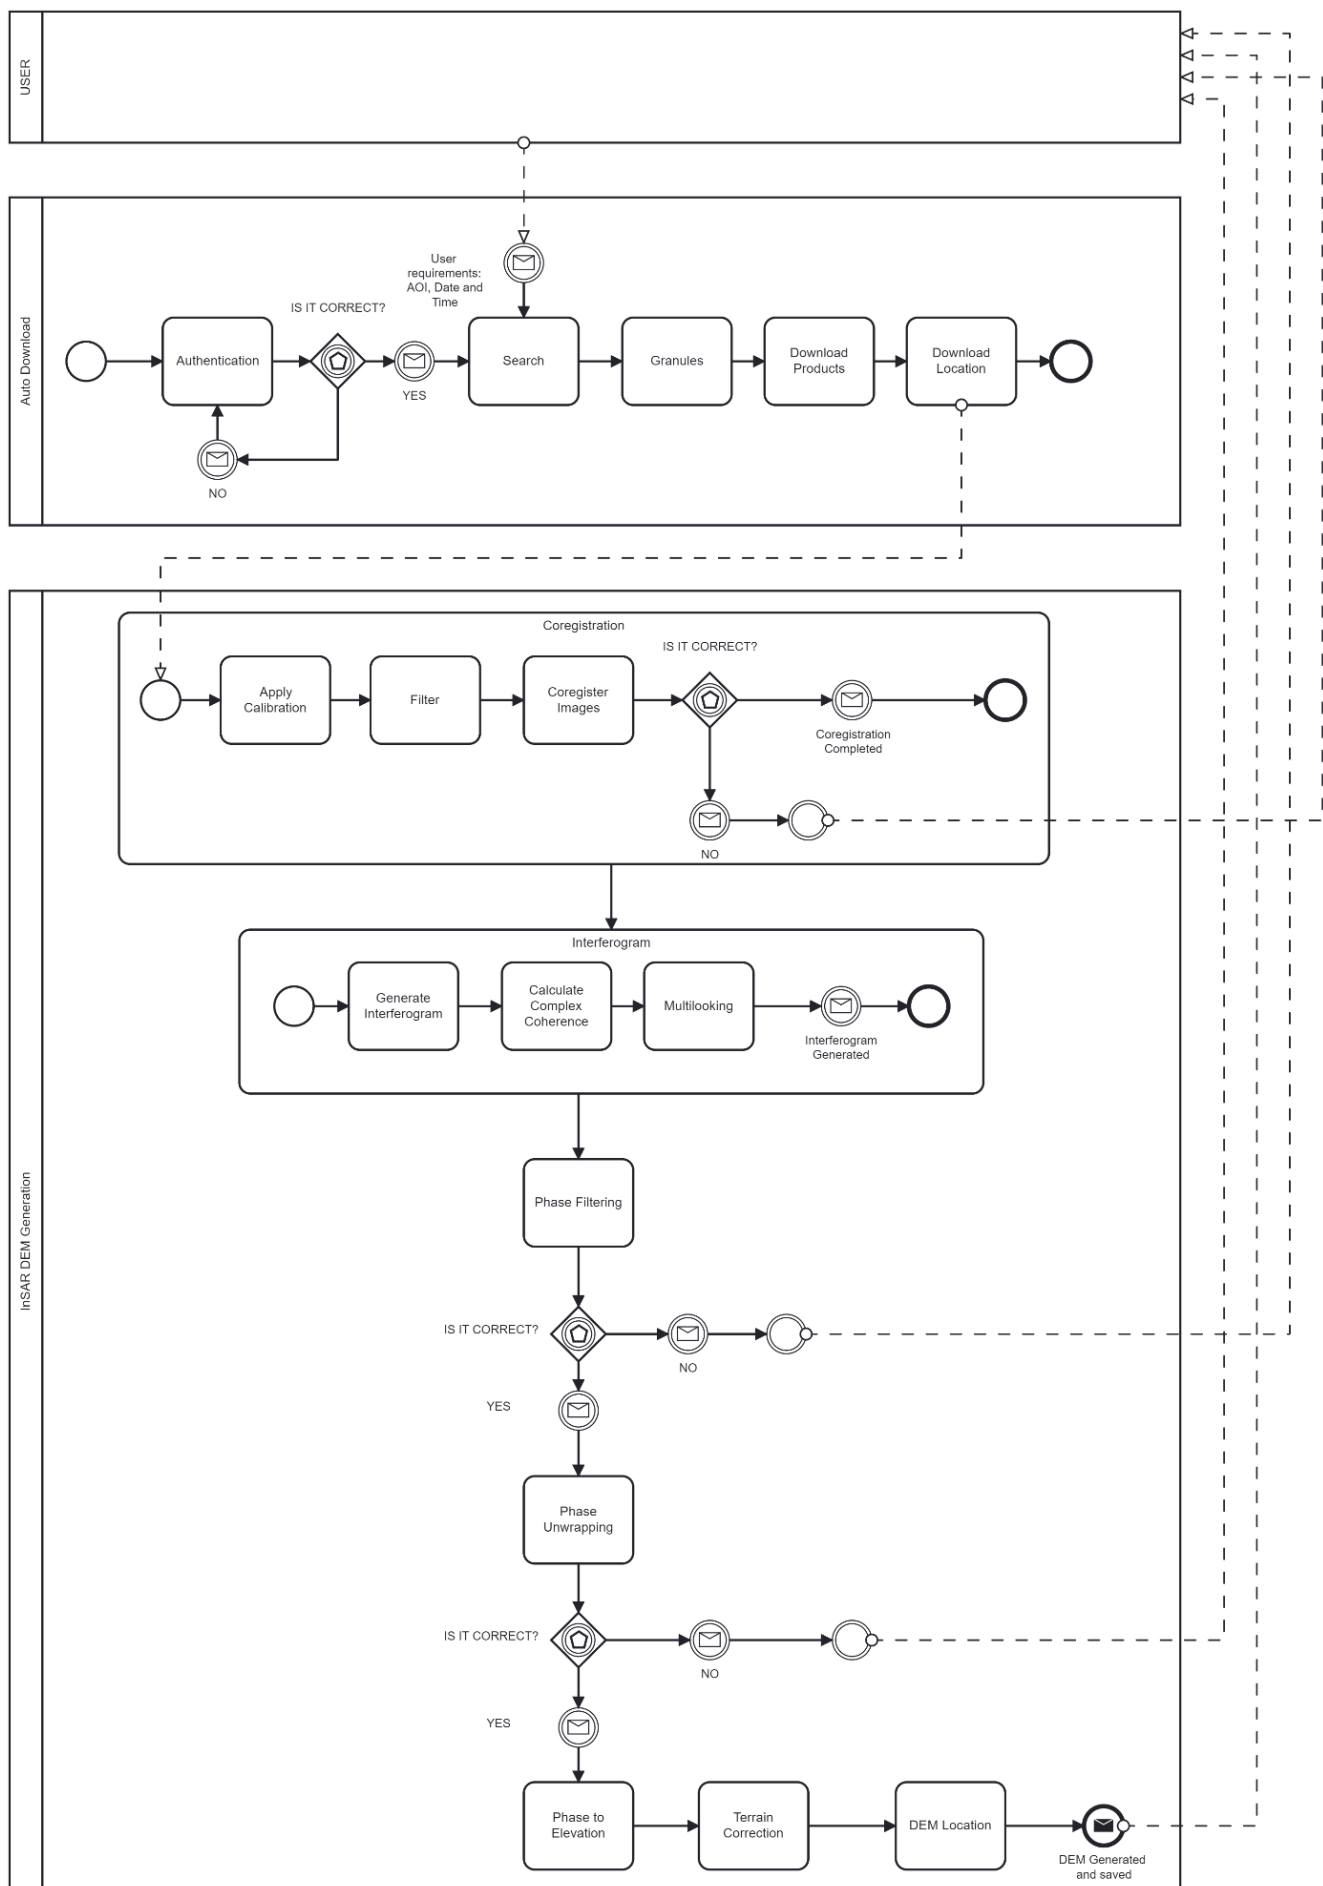 USER
Auto Download
User
requirements:
AOI, Date and
Time
IS IT CORRECT?
Authentication
YES
NO
Search
Granules
Download
Products
Download
Location
InSAR DEM Generation
Coregistration
Apply
Calibration
Filter
Coregister
Images
IS IT CORRECT?
Coregistration
Completed
NO
Interferogram
Generate
Interferogram
Calculate
Complex
Coherence
Multilooking
Interferogram
Generated
Phase Filtering
IS IT CORRECT?
NO
YES
Phase
Unwrapping
IS IT CORRECT?
NO
YES
Phase to
Elevation
Terrain
Correction
DEM Location
DEM Generated
and saved